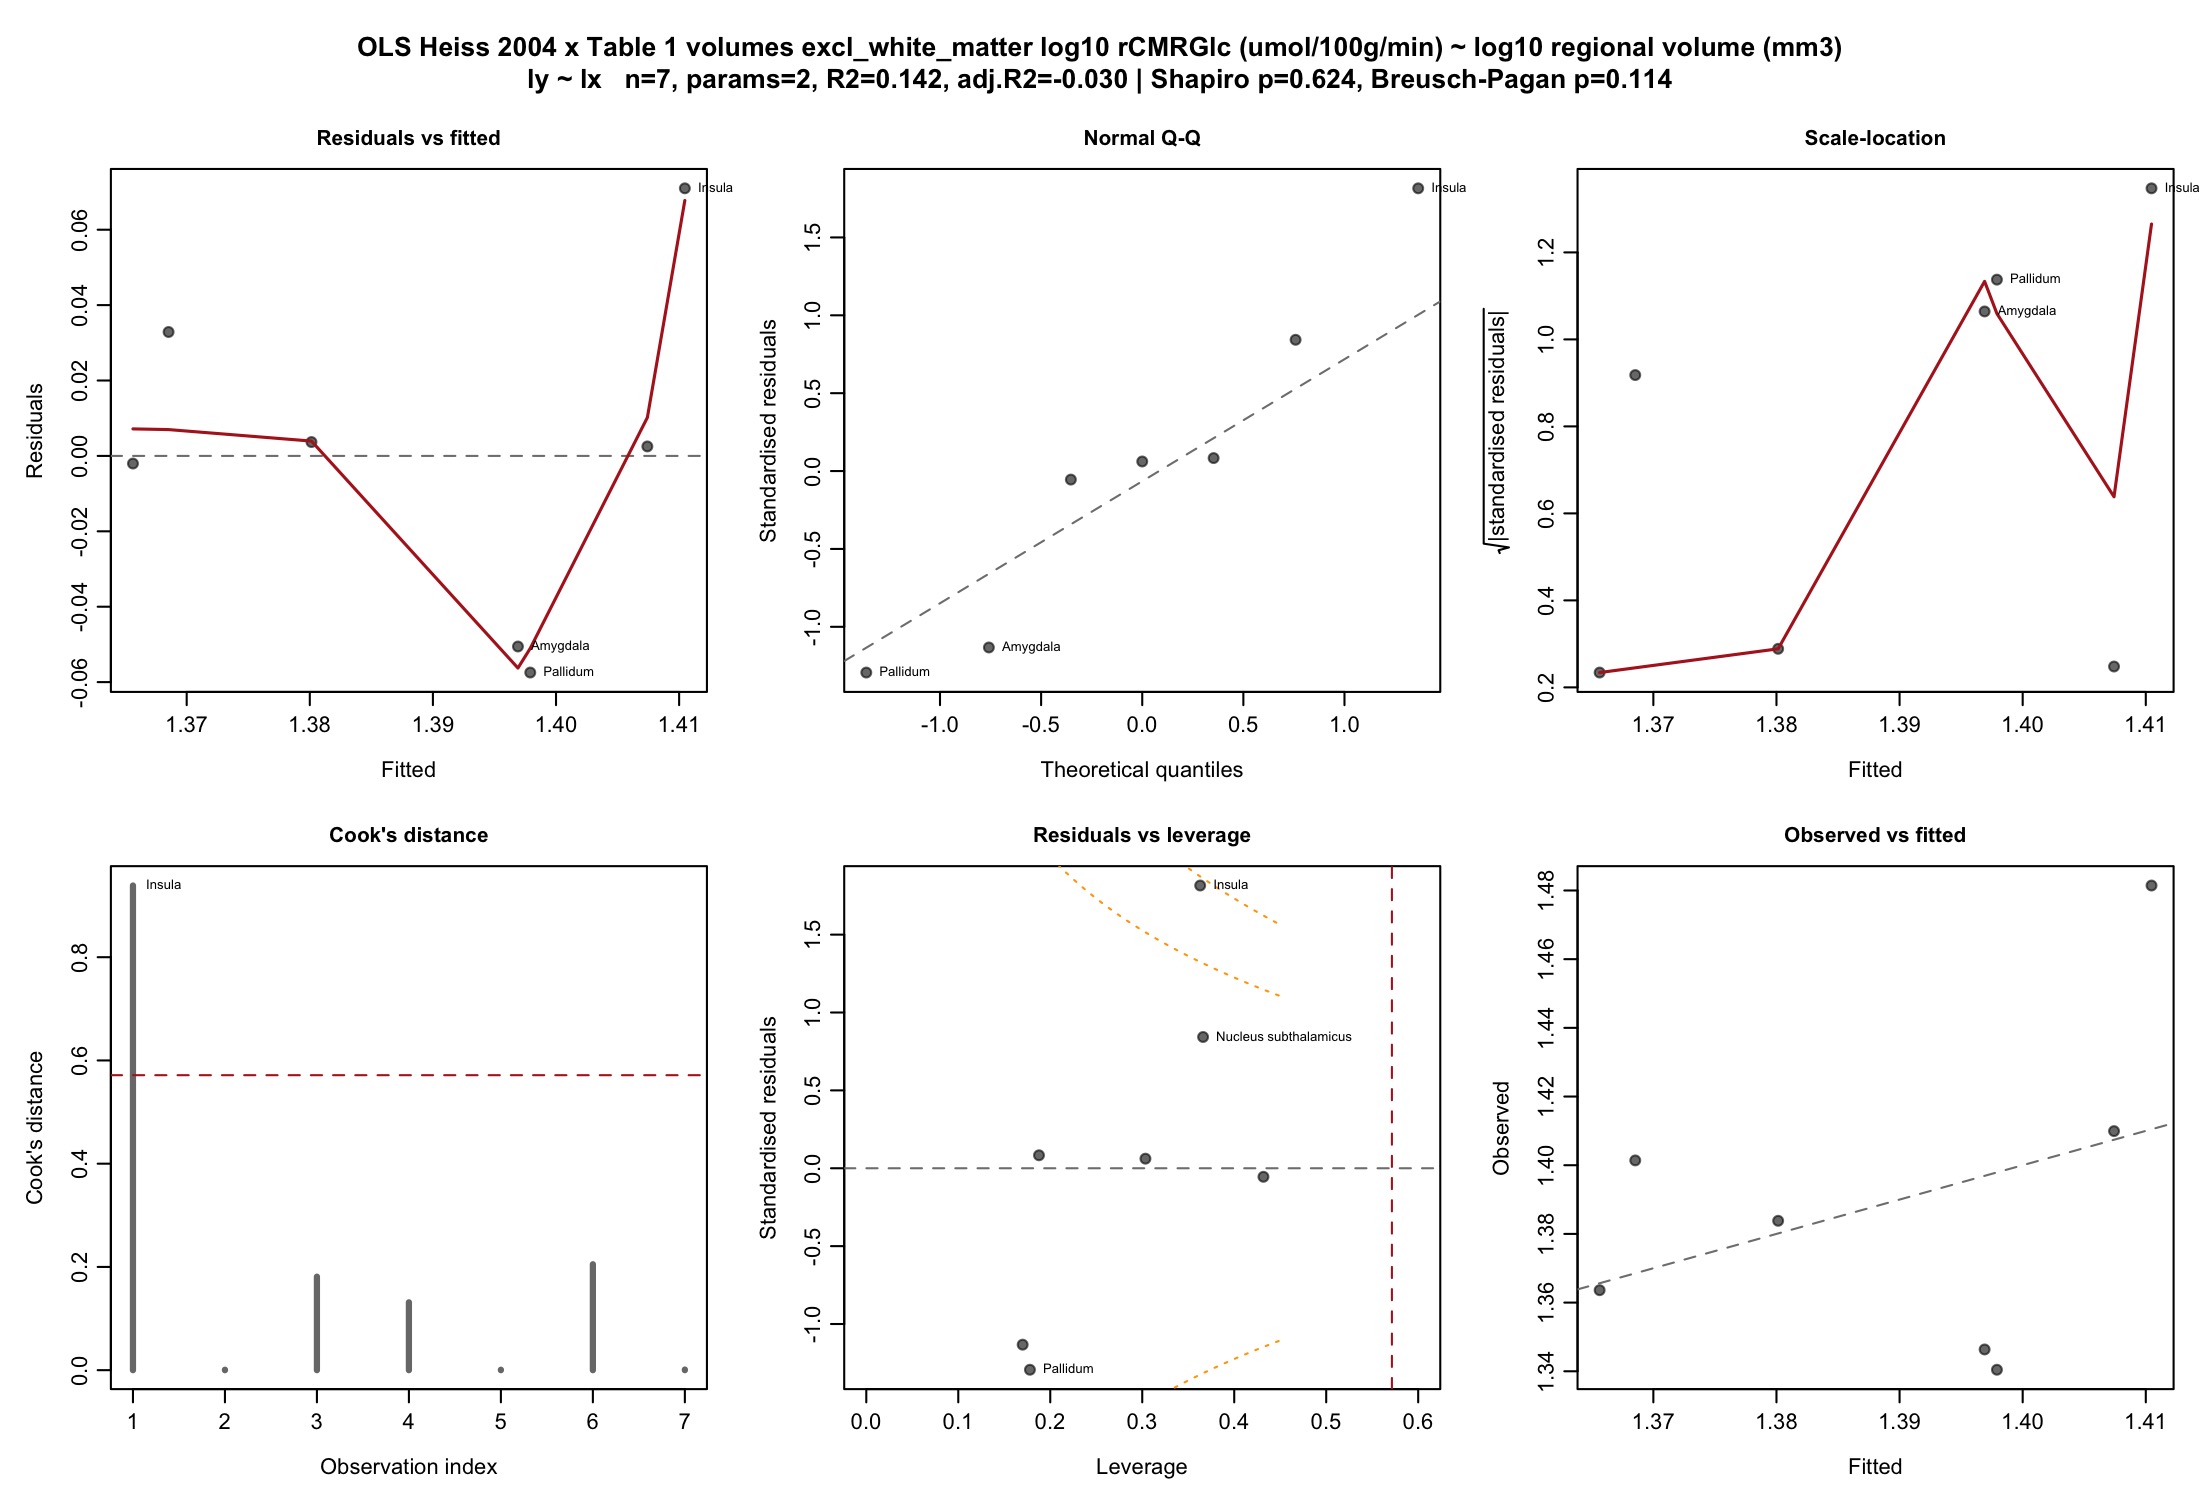 OLS Heiss 2004 x Table 1 volumes excl_white_matter log10 rCMRGlc (umol/100g/min) ~ log10 regional volume (mm3)
ly ~ lx   n=7, params=2, R2=0.142, adj.R2=-0.030 | Shapiro p=0.624, Breusch-Pagan p=0.114
Residuals vs fitted
Residuals
0.06
0.04
0.02
0.00
-0.02
-0.04
-0.06
Insula
Amygdala
Pallidum
1.37 1.38 1.39 1.40 1.41
Fitted
Normal Q-Q
Standardised residuals
1.5
1.0
0.5
0.0
-0.5
-1.0
Insula
Amygdala
Pallidum
-1.0 -0.5 0.0 0.5 1.0
Theoretical quantiles
Scale-location
√|standardised residuals|
1.2
1.0
0.8
0.6
0.4
0.2
Insula
Pallidum
Amygdala
1.37 1.38 1.39 1.40 1.41
Fitted
Cook's distance
Cook's distance
0.8
0.6
0.4
0.2
0.0
Insula
1 2 3 4 5 6 7
Observation index
Residuals vs leverage
Standardised residuals
1.5
1.0
0.5
0.0
-0.5
-1.0
Insula
Nucleus subthalamicus
Pallidum
0.0 0.1 0.2 0.3 0.4 0.5 0.6
Leverage
Observed vs fitted
Observed
1.48
1.46
1.44
1.42
1.40
1.38
1.36
1.34
1.37 1.38 1.39 1.40 1.41
Fitted